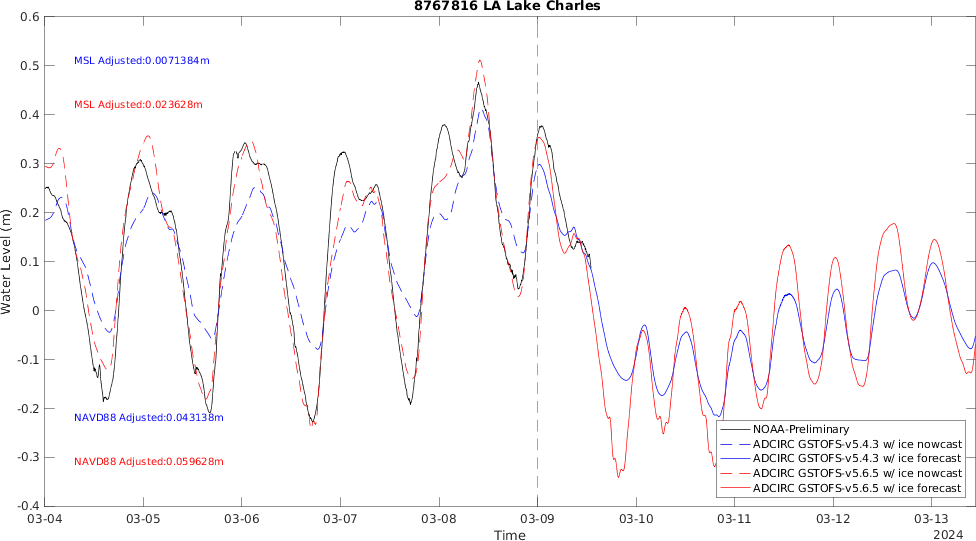 8767816 LA Lake Charles
0.6
0.5
0.4
0.3
0.2
0.1
0
-0.1
-0.2
-0.3
-0.4
Water Level (m)
MSL Adjusted:0.0071384m
MSL Adjusted:0.023628m
NAVD88 Adjusted:0.043138m
NAVD88 Adjusted:0.059628m
NOAA-Preliminary
ADCIRC GSTOFS-v5.4.3 w/ ice nowcast
ADCIRC GSTOFS-v5.4.3 w/ ice forecast
ADCIRC GSTOFS-v5.6.5 w/ ice nowcast
ADCIRC GSTOFS-v5.6.5 w/ ice forecast
03-04 03-05 03-06 03-07 03-08 03-09 03-10 03-11 03-12 03-13
Time
2024